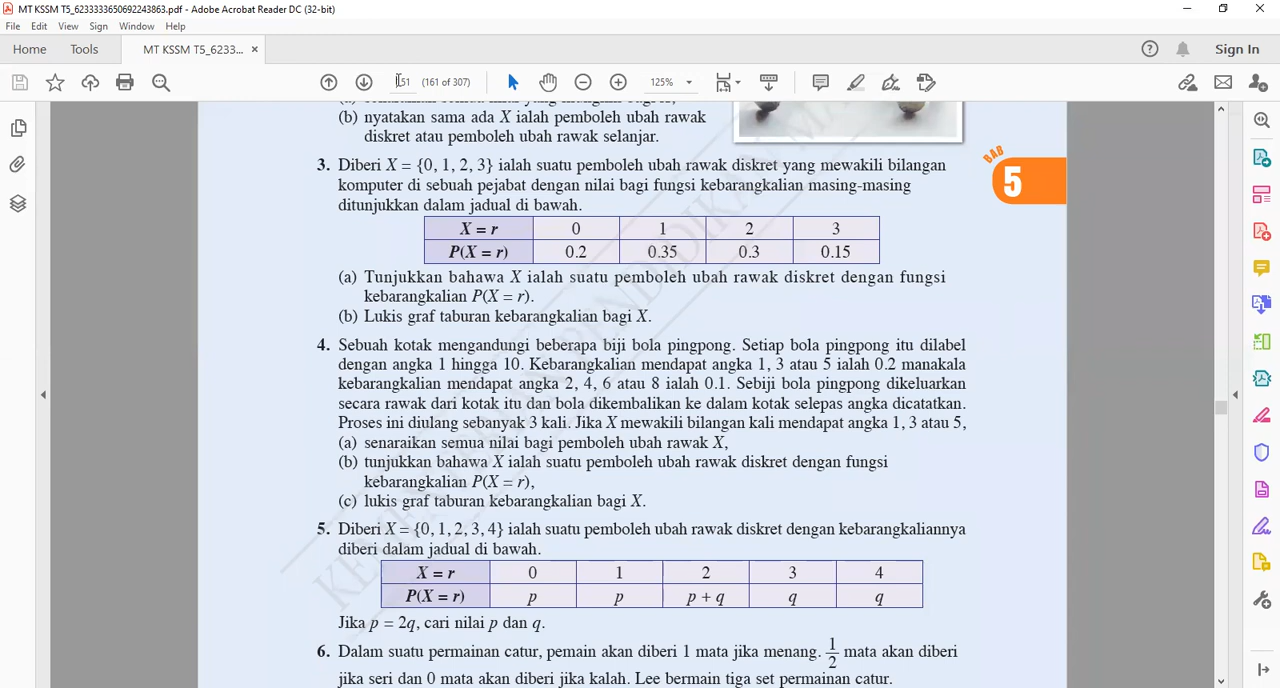 MT KSSM T5_6233333650692243863.pdf - Adobe Acrobat Reader DC (32-bit)
File Edit View Sign Window Help
Home Tools MT KSSM T5_6233... × Sign In
151 (161 of 307) 125%
(b) nyatakan sama ada X ialah pemboleh ubah rawak
diskret atau pemboleh ubah rawak selanjar.
BAB
5
3. Diberi X = {0, 1, 2, 3} ialah suatu pemboleh ubah rawak diskret yang mewakili bilangan
komputer di sebuah pejabat dengan nilai bagi fungsi kebarangkalian masing-masing
ditunjukkan dalam jadual di bawah.
X = r 0 1 2 3
P(X = r) 0.2 0.35 0.3 0.15
(a) Tunjukkan bahawa X ialah suatu pemboleh ubah rawak diskret dengan fungsi
kebarangkalian P(X = r).
(b) Lukis graf taburan kebarangkalian bagi X.
4. Sebuah kotak mengandungi beberapa biji bola pingpong. Setiap bola pingpong itu dilabel
dengan angka 1 hingga 10. Kebarangkalian mendapat angka 1, 3 atau 5 ialah 0.2 manakala
kebarangkalian mendapat angka 2, 4, 6 atau 8 ialah 0.1. Sebiji bola pingpong dikeluarkan
secara rawak dari kotak itu dan bola dikembalikan ke dalam kotak selepas angka dicatatkan.
Proses ini diulang sebanyak 3 kali. Jika X mewakili bilangan kali mendapat angka 1, 3 atau 5,
(a) senaraikan semua nilai bagi pemboleh ubah rawak X,
(b) tunjukkan bahawa X ialah suatu pemboleh ubah rawak diskret dengan fungsi
kebarangkalian P(X = r),
(c) lukis graf taburan kebarangkalian bagi X.
5. Diberi X = {0, 1, 2, 3, 4} ialah suatu pemboleh ubah rawak diskret dengan kebarangkaliannya
diberi dalam jadual di bawah.
X = r 0 1 2 3 4
P(X = r) p p p + q q q
Jika p = 2q, cari nilai p dan q.
6. Dalam suatu permainan catur, pemain akan diberi 1 mata jika menang. 1/2 mata akan diberi
jika seri dan 0 mata akan diberi jika kalah. Lee bermain tiga set permainan catur.